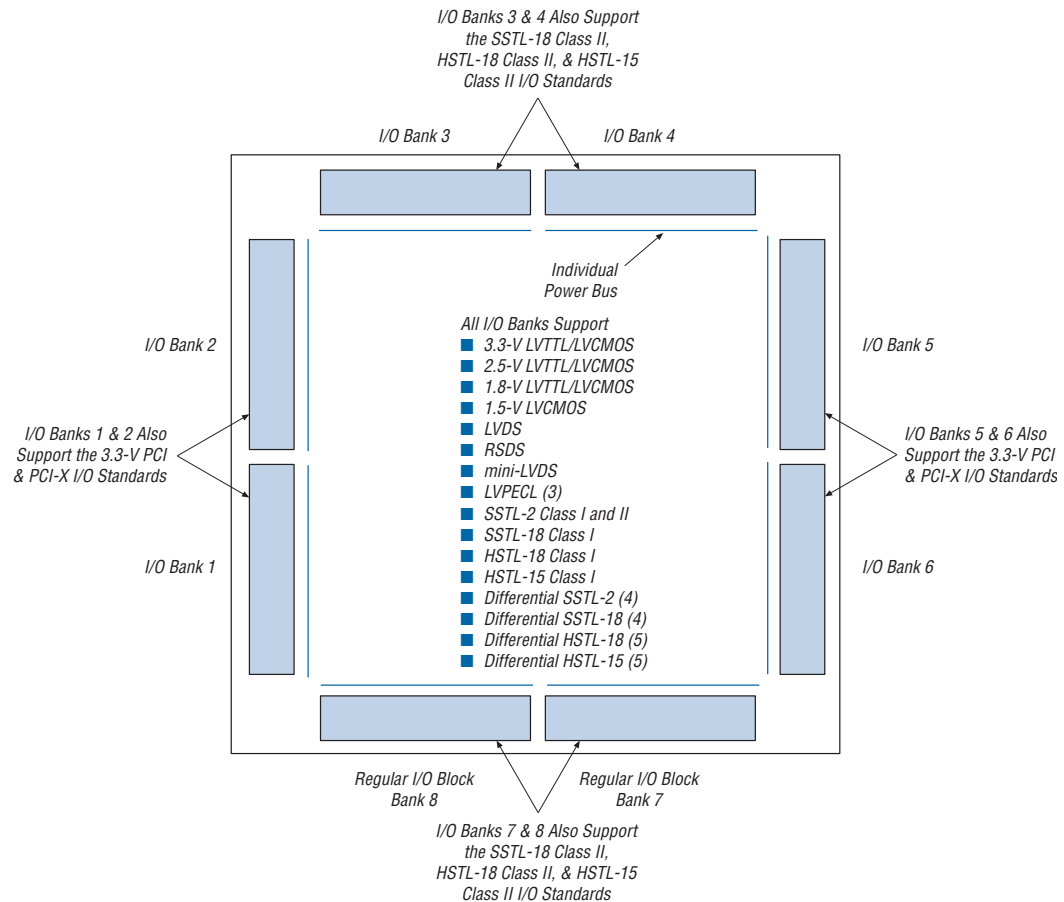 I/O Banks 3 & 4 Also Support
the SSTL-18 Class II,
HSTL-18 Class II, & HSTL-15
Class II I/O Standards
I/O Bank 3
I/O Bank 4
Individual
Power Bus
I/O Bank 2
I/O Bank 5
All I/O Banks Support
3.3-V LVTTL/LVCMOS
2.5-V LVTTL/LVCMOS
1.8-V LVTTL/LVCMOS
1.5-V LVCMOS
LVDS
RSDS
mini-LVDS
LVPECL (3)
SSTL-2 Class I and II
SSTL-18 Class I
HSTL-18 Class I
HSTL-15 Class I
Differential SSTL-2 (4)
Differential SSTL-18 (4)
Differential HSTL-18 (5)
Differential HSTL-15 (5)
I/O Banks 1 & 2 Also
Support the 3.3-V PCI
& PCI-X I/O Standards
I/O Banks 5 & 6 Also
Support the 3.3-V PCI
& PCI-X I/O Standards
I/O Bank 1
I/O Bank 6
Regular I/O Block
Bank 8
Regular I/O Block
Bank 7
I/O Banks 7 & 8 Also Support
the SSTL-18 Class II,
HSTL-18 Class II, & HSTL-15
Class II I/O Standards